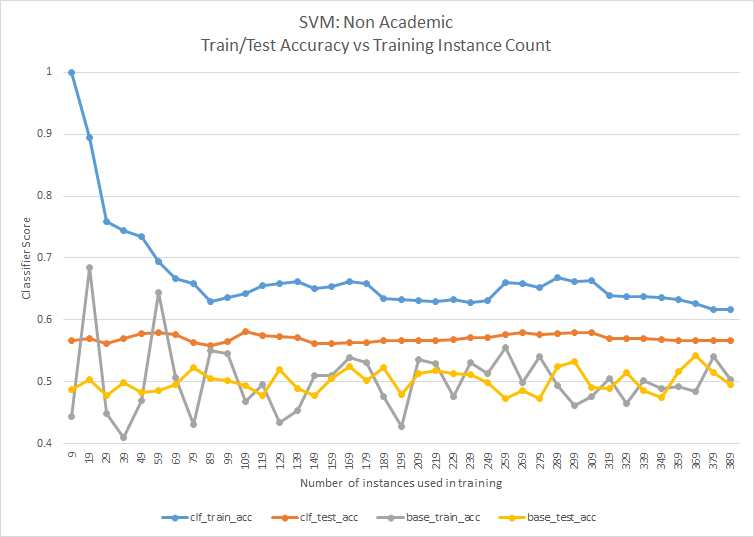 SVM: Non Academic
Train/Test Accuracy vs Training Instance Count
1
0.9
0.8
0.7
0.6
0.5
0.4
Classifier Score
9 19 29 39 49 59 69 79 89 99 109 119 129 139 149 159 169 179 189 199 209 219 229 239 249 259 269 279 289 299 309 319 329 339 349 359 369 379 389
Number of instances used in training
clf_train_acc clf_test_acc base_train_acc base_test_acc